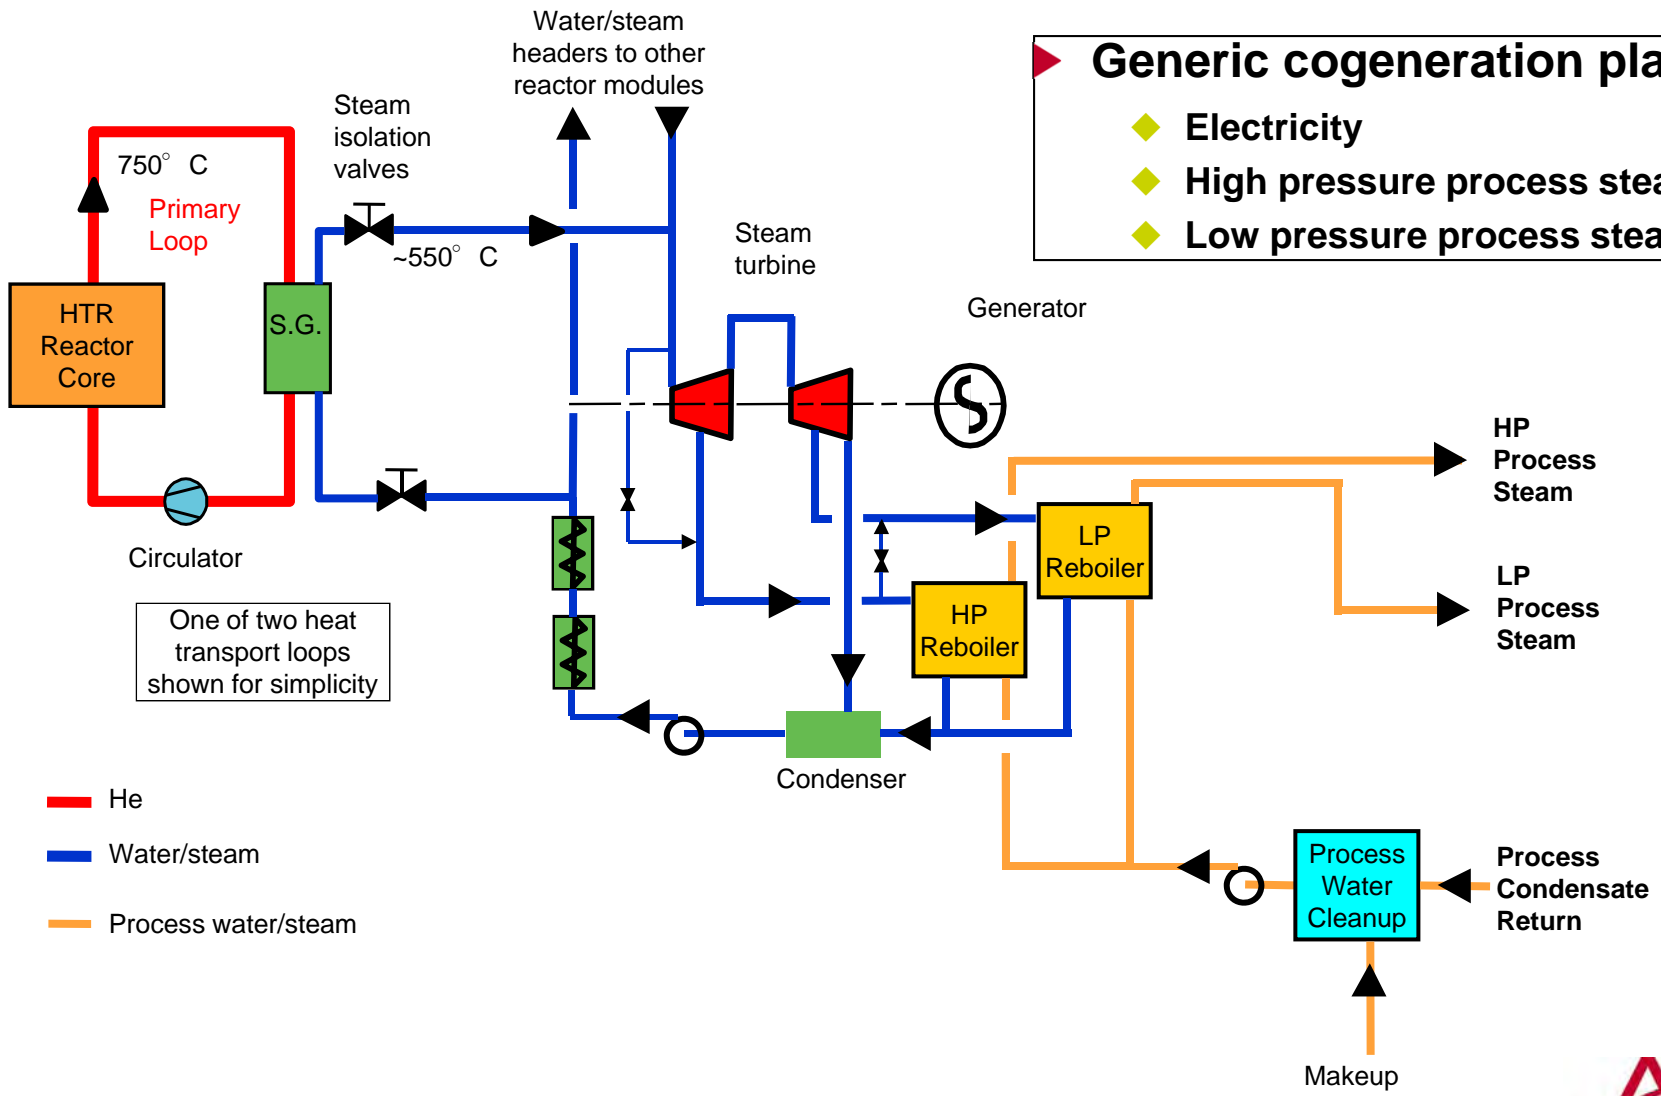 Water/steam
headers to other
reactor modules
Generic cogeneration pla
Electricity
High pressure process stea
Low pressure process stea
Steam
isolation
valves
750° C
Primary
Loop
~550° C
Steam
turbine
Generator
HTR
Reactor
Core
S.G.
HP
Process
Steam
LP
Reboiler
Circulator
LP
Process
Steam
HP
Reboiler
One of two heat
transport loops
shown for simplicity
Condenser
He
Water/steam
Process water/steam
Process
Water
Cleanup
Process
Condensate
Return
Makeup